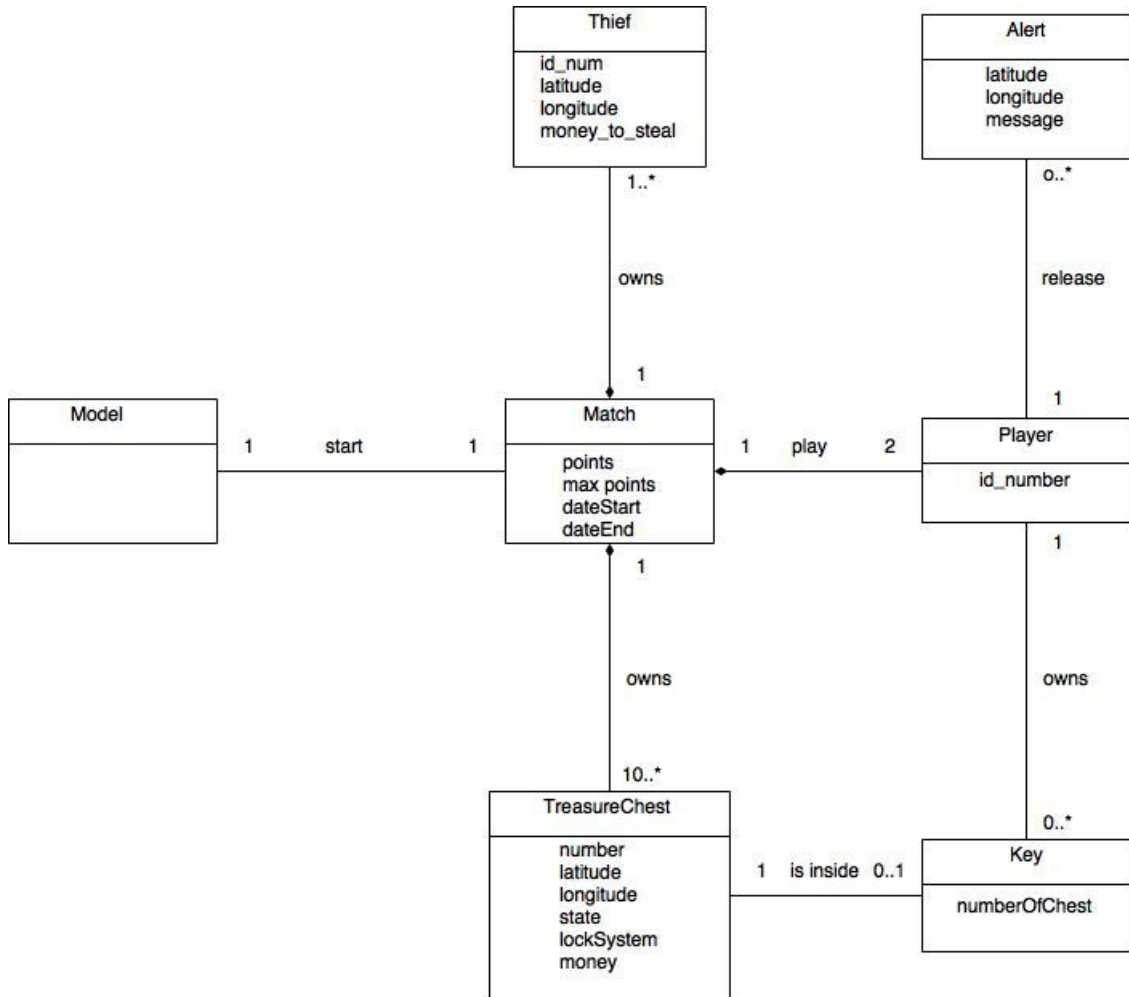 Thief
id_num
latitude
longitude
money_to_steal
1..*
owns
1
Alert
latitude
longitude
message
o..*
release
1
Model
1 start 1
Match
points
max points
dateStart
dateEnd
1 play 2
Player
id_number
1
owns
10..*
1
owns
0..*
TreasureChest
number
latitude
longitude
state
lockSystem
money
1 is inside 0..1
Key
numberOfChest